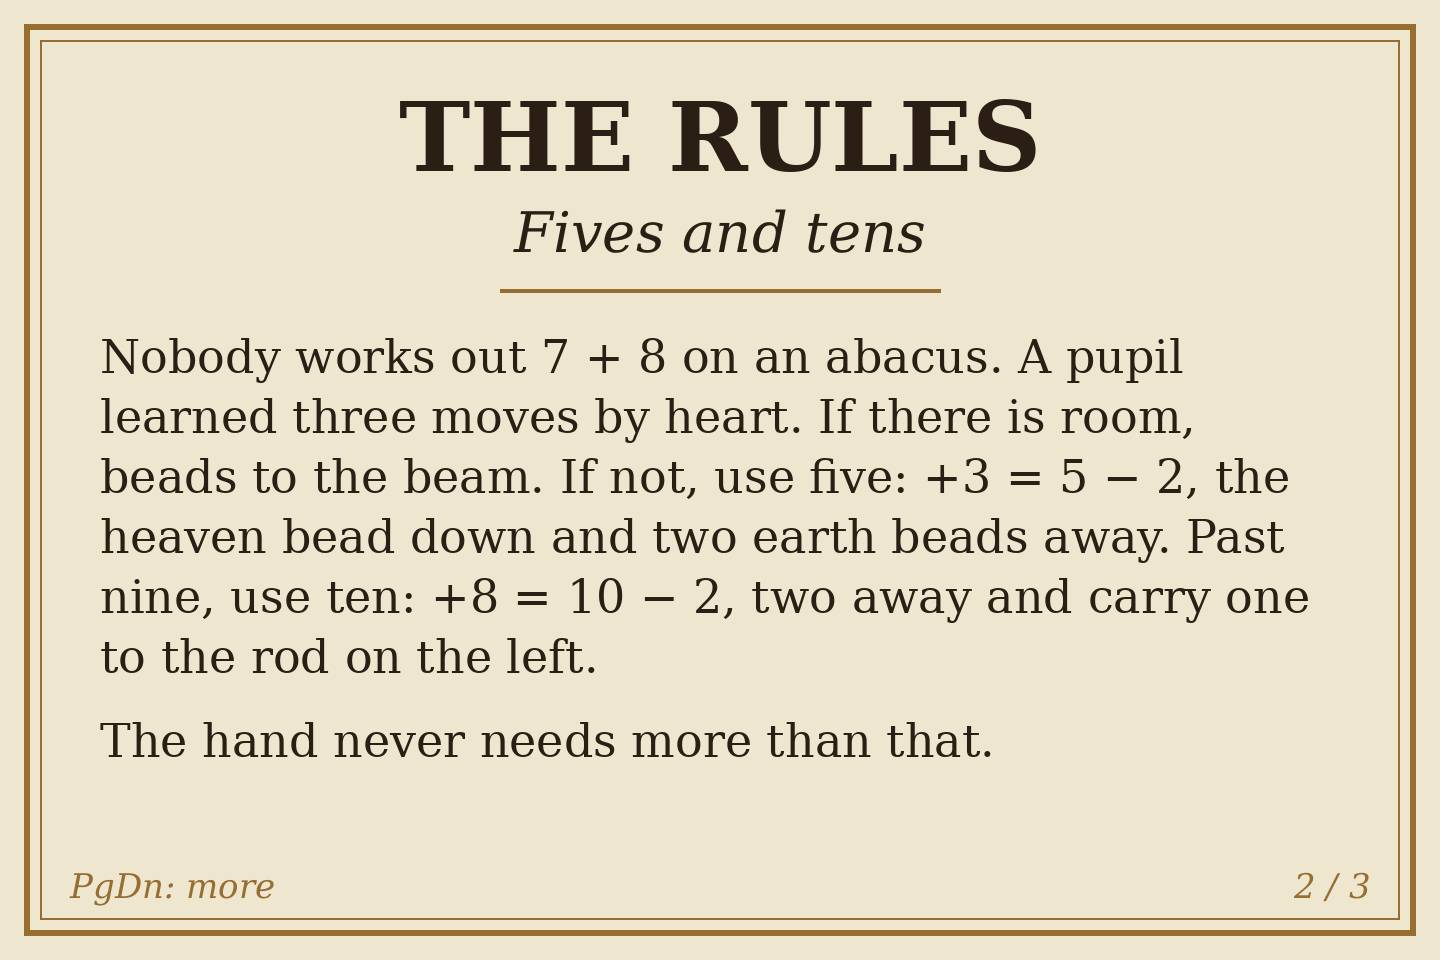 THE RULES
Fives and tens
Nobody works out 7 + 8 on an abacus. A pupil
learned three moves by heart. If there is room,
beads to the beam. If not, use five: +3 = 5 − 2, the
heaven bead down and two earth beads away. Past
nine, use ten: +8 = 10 − 2, two away and carry one
to the rod on the left.
The hand never needs more than that.
PgDn: more
2 / 3